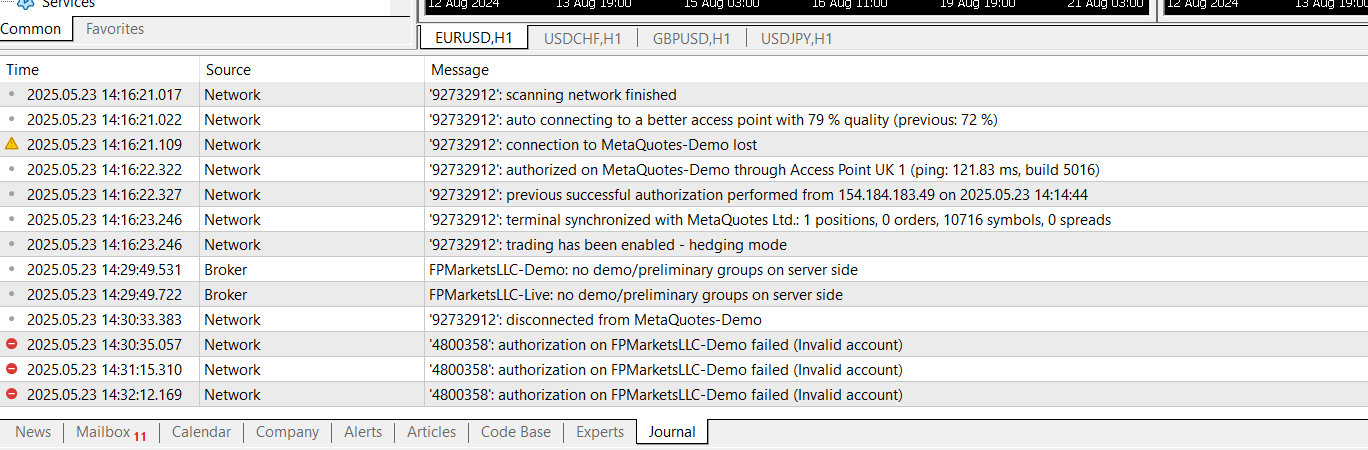 Services
12 Aug 2024 13 Aug 19:00 15 Aug 03:00 16 Aug 11:00 19 Aug 19:00 21 Aug 03:00 12 Aug 2024 13 Aug 19:00
Common Favorites
EURUSD,H1 USDCHF,H1 GBPUSD,H1 USDJPY,H1
Time Source Message
2025.05.23 14:16:21.017 Network '92732912': scanning network finished
2025.05.23 14:16:21.022 Network '92732912': auto connecting to a better access point with 79 % quality (previous: 72 %)
2025.05.23 14:16:21.109 Network '92732912': connection to MetaQuotes-Demo lost
2025.05.23 14:16:22.322 Network '92732912': authorized on MetaQuotes-Demo through Access Point UK 1 (ping: 121.83 ms, build 5016)
2025.05.23 14:16:22.327 Network '92732912': previous successful authorization performed from 154.184.183.49 on 2025.05.23 14:14:44
2025.05.23 14:16:23.246 Network '92732912': terminal synchronized with MetaQuotes Ltd.: 1 positions, 0 orders, 10716 symbols, 0 spreads
2025.05.23 14:16:23.246 Network '92732912': trading has been enabled - hedging mode
2025.05.23 14:29:49.531 Broker FPMarketsLLC-Demo: no demo/preliminary groups on server side
2025.05.23 14:29:49.722 Broker FPMarketsLLC-Live: no demo/preliminary groups on server side
2025.05.23 14:30:33.383 Network '92732912': disconnected from MetaQuotes-Demo
2025.05.23 14:30:35.057 Network '4800358': authorization on FPMarketsLLC-Demo failed (Invalid account)
2025.05.23 14:31:15.310 Network '4800358': authorization on FPMarketsLLC-Demo failed (Invalid account)
2025.05.23 14:32:12.169 Network '4800358': authorization on FPMarketsLLC-Demo failed (Invalid account)
News Mailbox 11 Calendar Company Alerts Articles Code Base Experts Journal